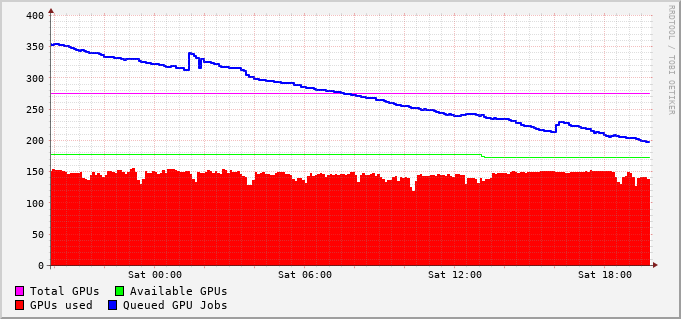 400
350
300
250
200
150
100
50
0
Sat 00:00 Sat 06:00 Sat 12:00 Sat 18:00
Total GPUs Available GPUs
GPUs used Queued GPU Jobs
RRDTOOL / TOBI OETIKER